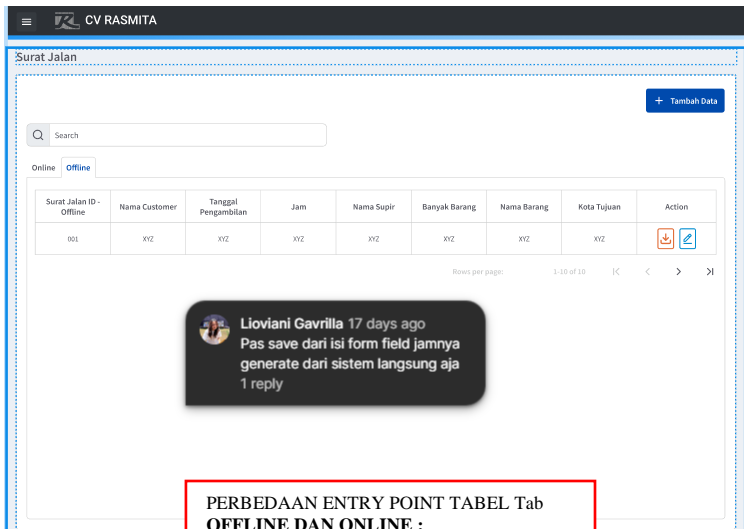 CV RASMITA
Surat Jalan
+ Tambah Data
Search
Online Offline
Surat Jalan ID -
Offline
Nama Customer
Tanggal
Pengambilan
Jam
Nama Supir
Banyak Barang
Nama Barang
Kota Tujuan
Action
001 XYZ XYZ XYZ XYZ XYZ XYZ XYZ
Rows per page: 1-10 of 10
Lioviani Gavrilla 17 days ago
Pas save dari isi form field jamnya
generate dari sistem langsung aja
1 reply
PERBEDAAN ENTRY POINT TABEL Tab
OFFLINE DAN ONLINE :